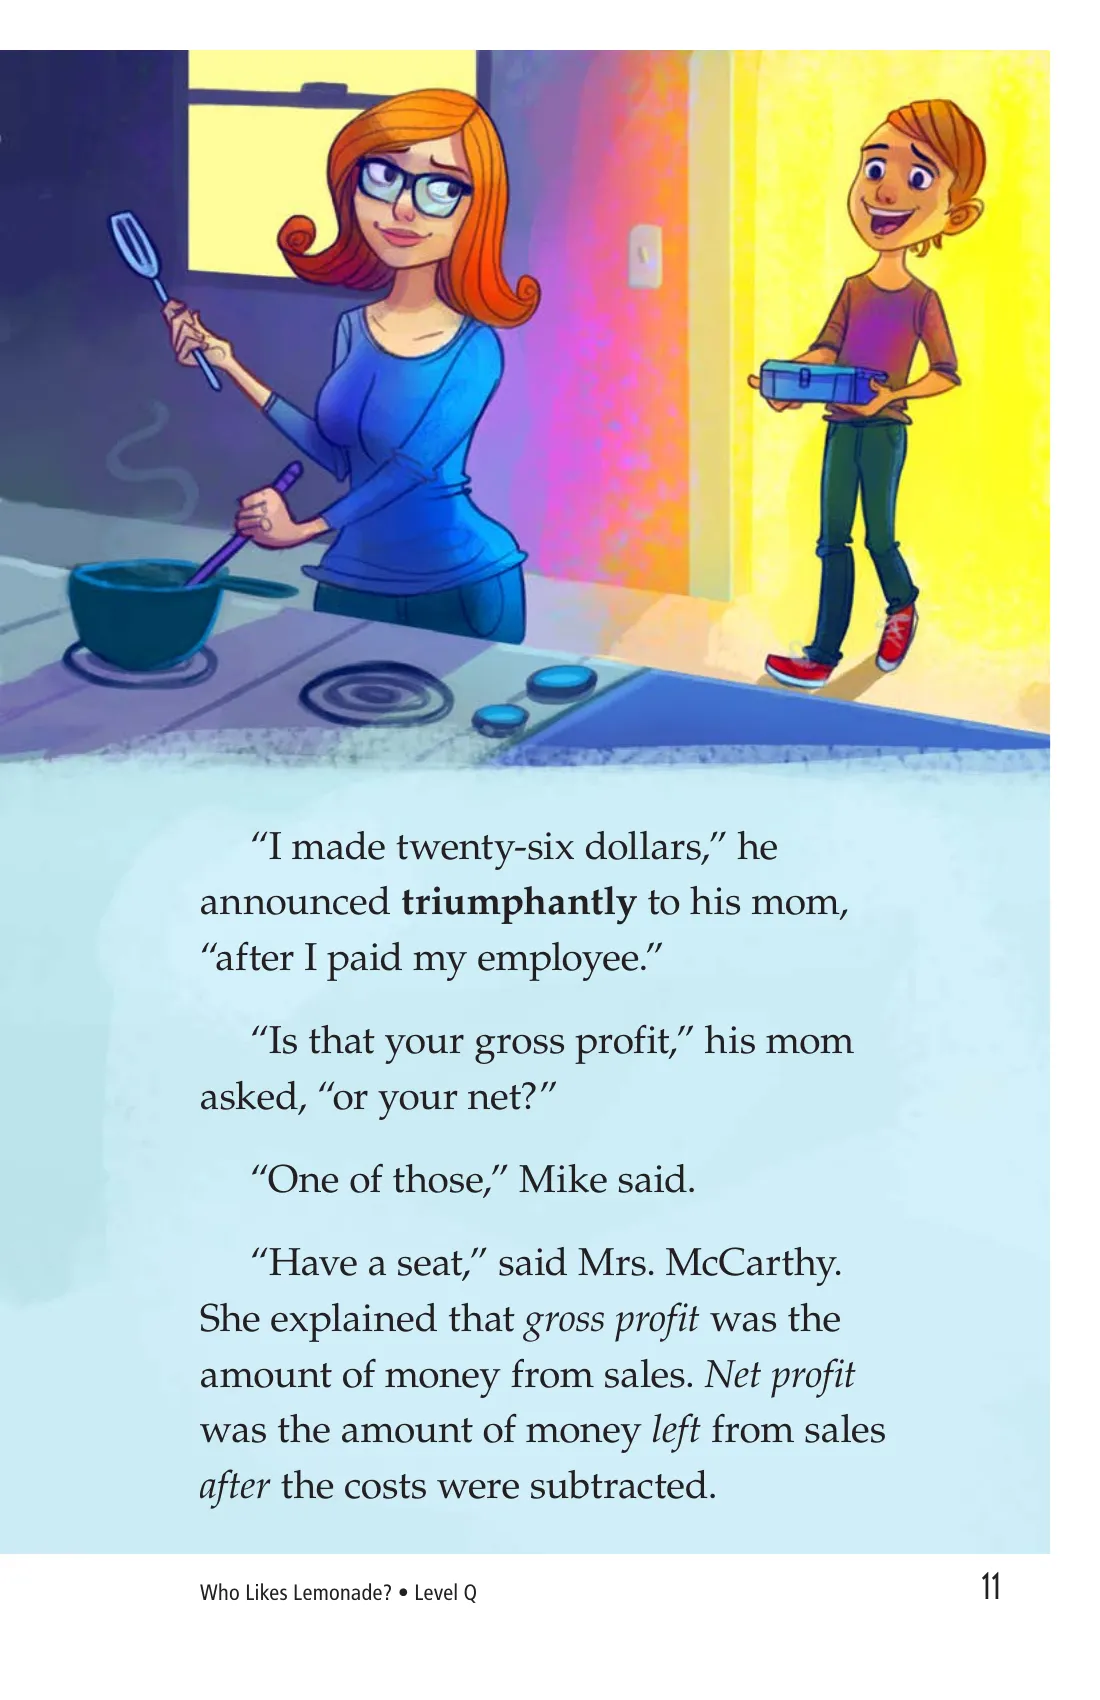 “I made twenty-six dollars,” he
announced triumphantly to his mom,
“after I paid my employee.”
“Is that your gross profit,” his mom
asked, “or your net?”
“One of those,” Mike said.
“Have a seat,” said Mrs. McCarthy.
She explained that gross profit was the
amount of money from sales. Net profit
was the amount of money left from sales
after the costs were subtracted.
Who Likes Lemonade? • Level Q
11